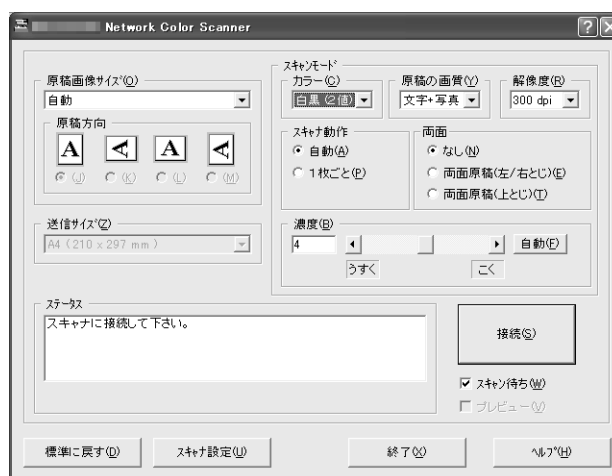 Network Color Scanner
原稿画像サイズ(O)
自動
原稿方向
A A A A
(J) (K) (L) (M)
送信サイズ(Z)
A4 (210 x 297 mm)
スキャンモード
カラー(C)
白黒(2値)
原稿の画質(Y)
文字+写真
解像度(R)
300 dpi
スキャナ動作
自動(A)
1枚ごと(P)
両面
なし(N)
両面原稿(左/右とじ)(E)
両面原稿(上とじ)(T)
濃度(B)
4
自動(F)
うすく
こく
ステータス
スキャナに接続して下さい。
接続(S)
スキャン待ち(W)
プレビュー(V)
標準に戻す(D)
スキャナ設定(U)
終了(X)
ヘルプ(H)